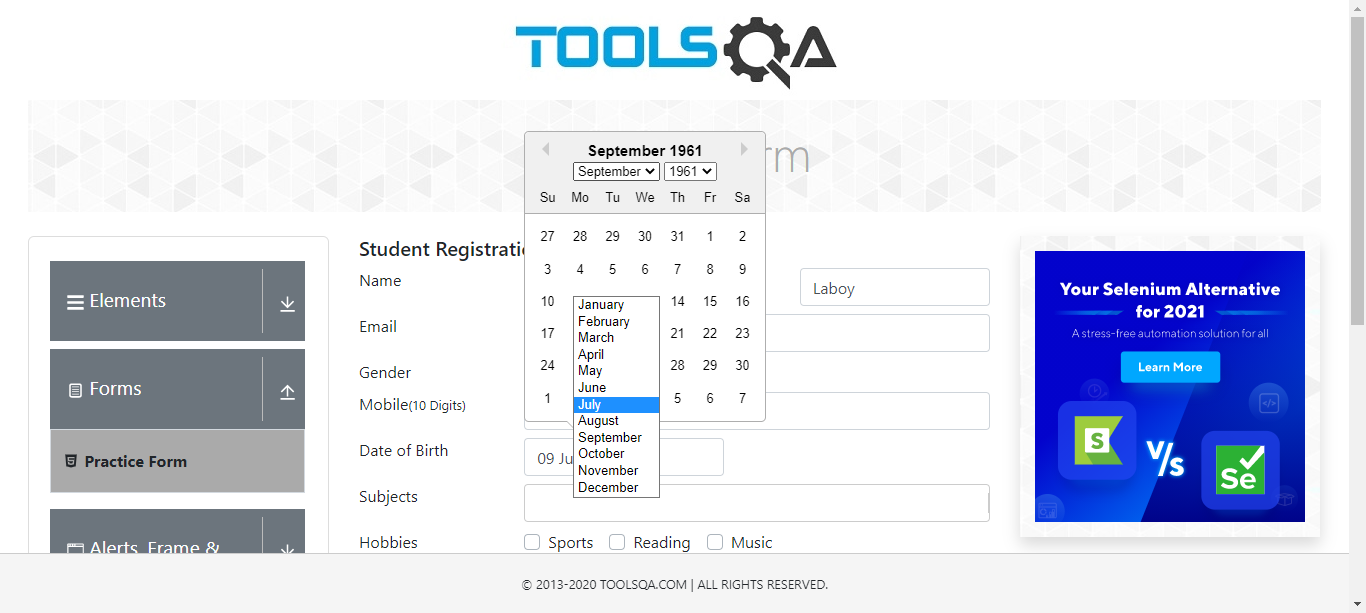 TOOLSQA
rm
September 1961
September 1961
Su Mo Tu We Th Fr Sa
27 28 29 30 31 1 2
3 4 5 6 7 8 9
10 14 15 16
17 21 22 23
24 28 29 30
1 5 6 7
January
February
March
April
May
June
July
August
September
October
November
December
Elements
Forms
Practice Form
Alerts, Frame &
Student Registrati
Name
Laboy
Email
Gender
Mobile(10 Digits)
Date of Birth
09 Ju
Subjects
Hobbies
Sports Reading Music
Your Selenium Alternative
for 2021
A stress-free automation solution for all
Learn More
S
V/s
Se
© 2013-2020 TOOLSQA.COM | ALL RIGHTS RESERVED.